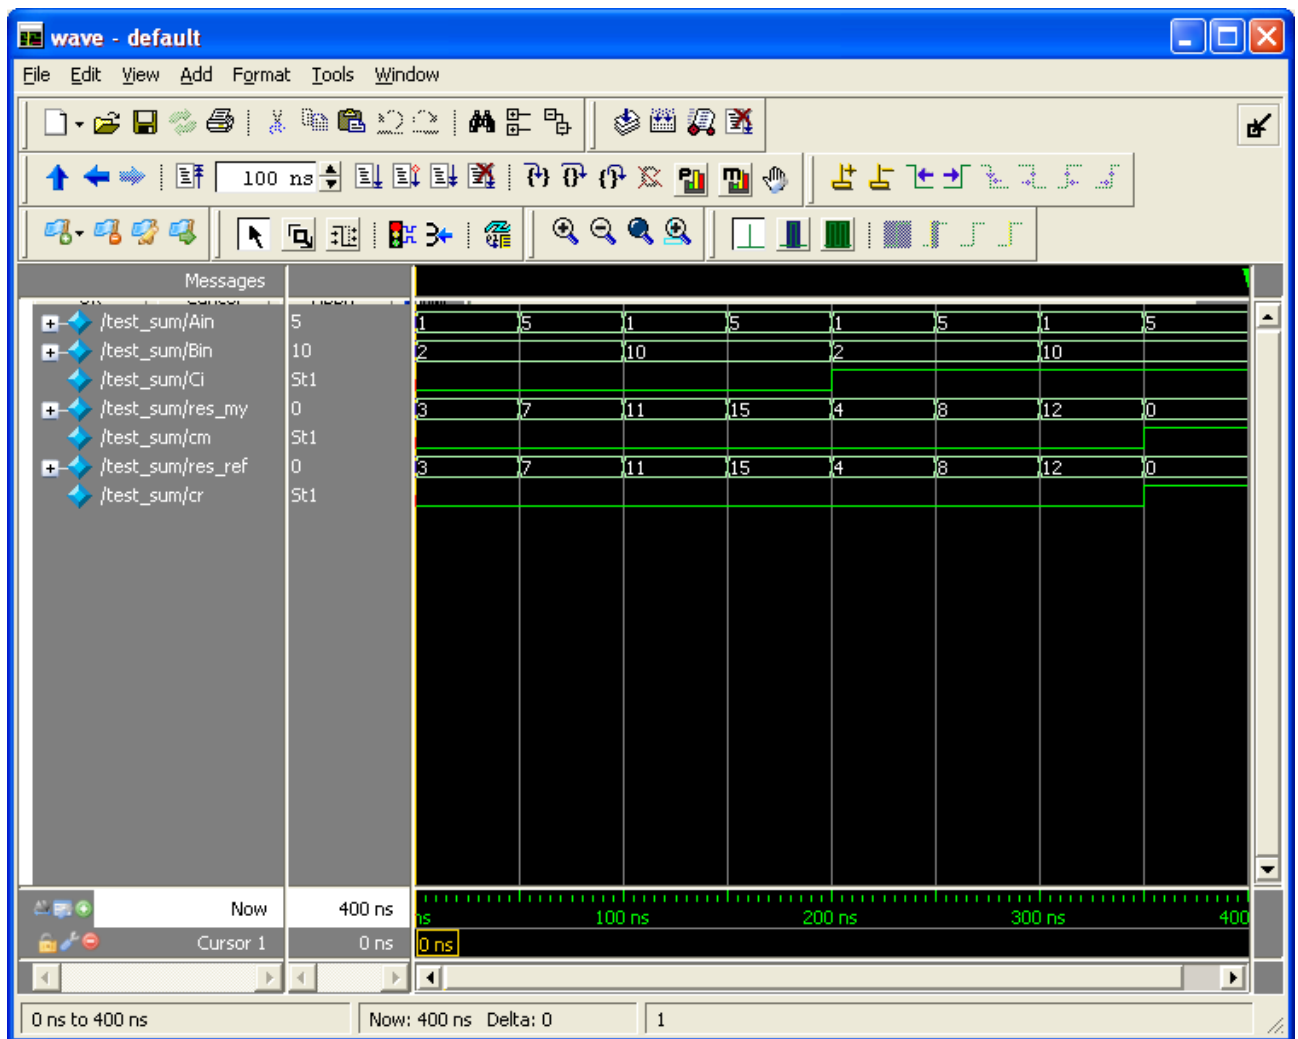 wave - default
File Edit View Add Format Tools Window
100 ns
Messages
/test_sum/Ain 5 1 5 1 5 1 5 1 5
/test_sum/Bin 10 2 10 2 10
/test_sum/Ci St1
/test_sum/res_my 0 3 7 11 15 4 8 12 0
/test_sum/cm St1
/test_sum/res_ref 0 3 7 11 15 4 8 12 0
/test_sum/cr St1
Now 400 ns ns 100 ns 200 ns 300 ns 400
Cursor 1 0 ns 0 ns
0 ns to 400 ns Now: 400 ns Delta: 0 1